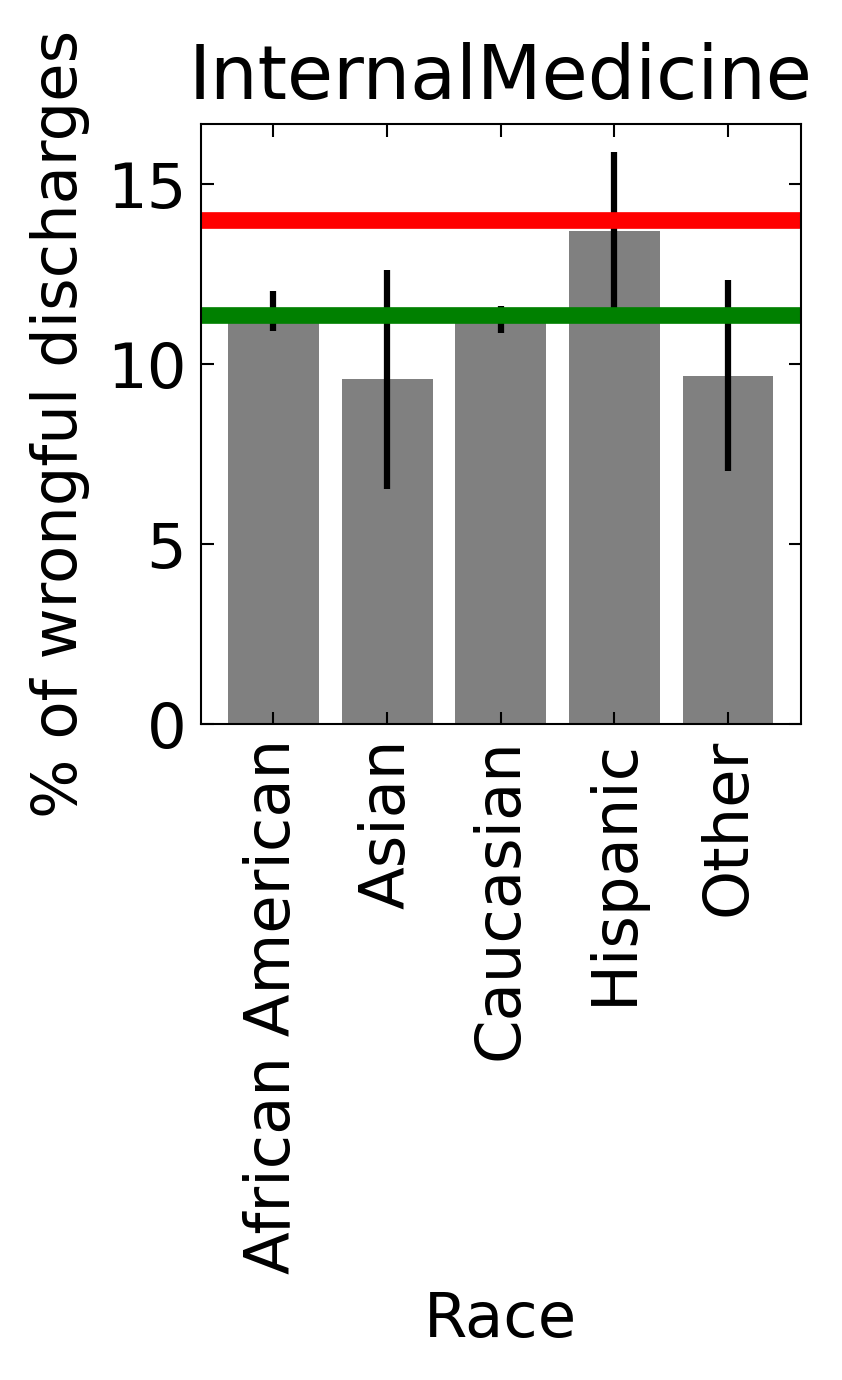 InternalMedicine
% of wrongful discharges
15
10
5
0
African American
Asian
Caucasian
Hispanic
Other
Race